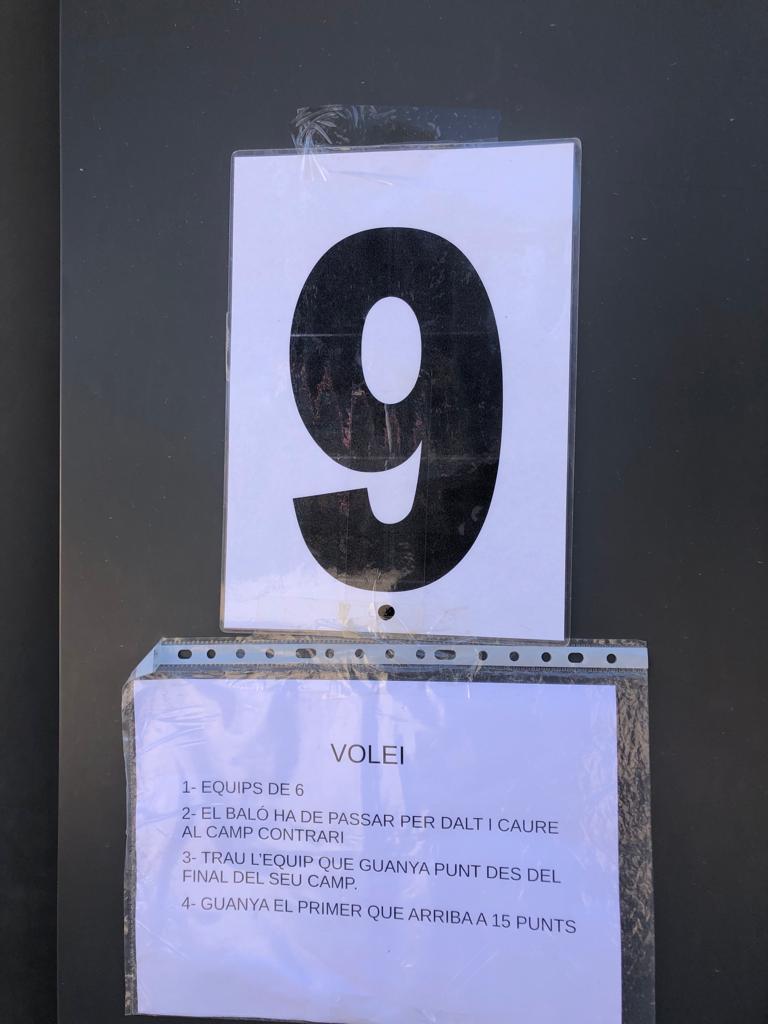 9
VOLEI
1- EQUIPS DE 6
2- EL BALÓ HA DE PASSAR PER DALT I CAURE
AL CAMP CONTRARI
3- TRAU L'EQUIP QUE GUANYA PUNT DES DEL
FINAL DEL SEU CAMP.
4- GUANYA EL PRIMER QUE ARRIBA A 15 PUNTS